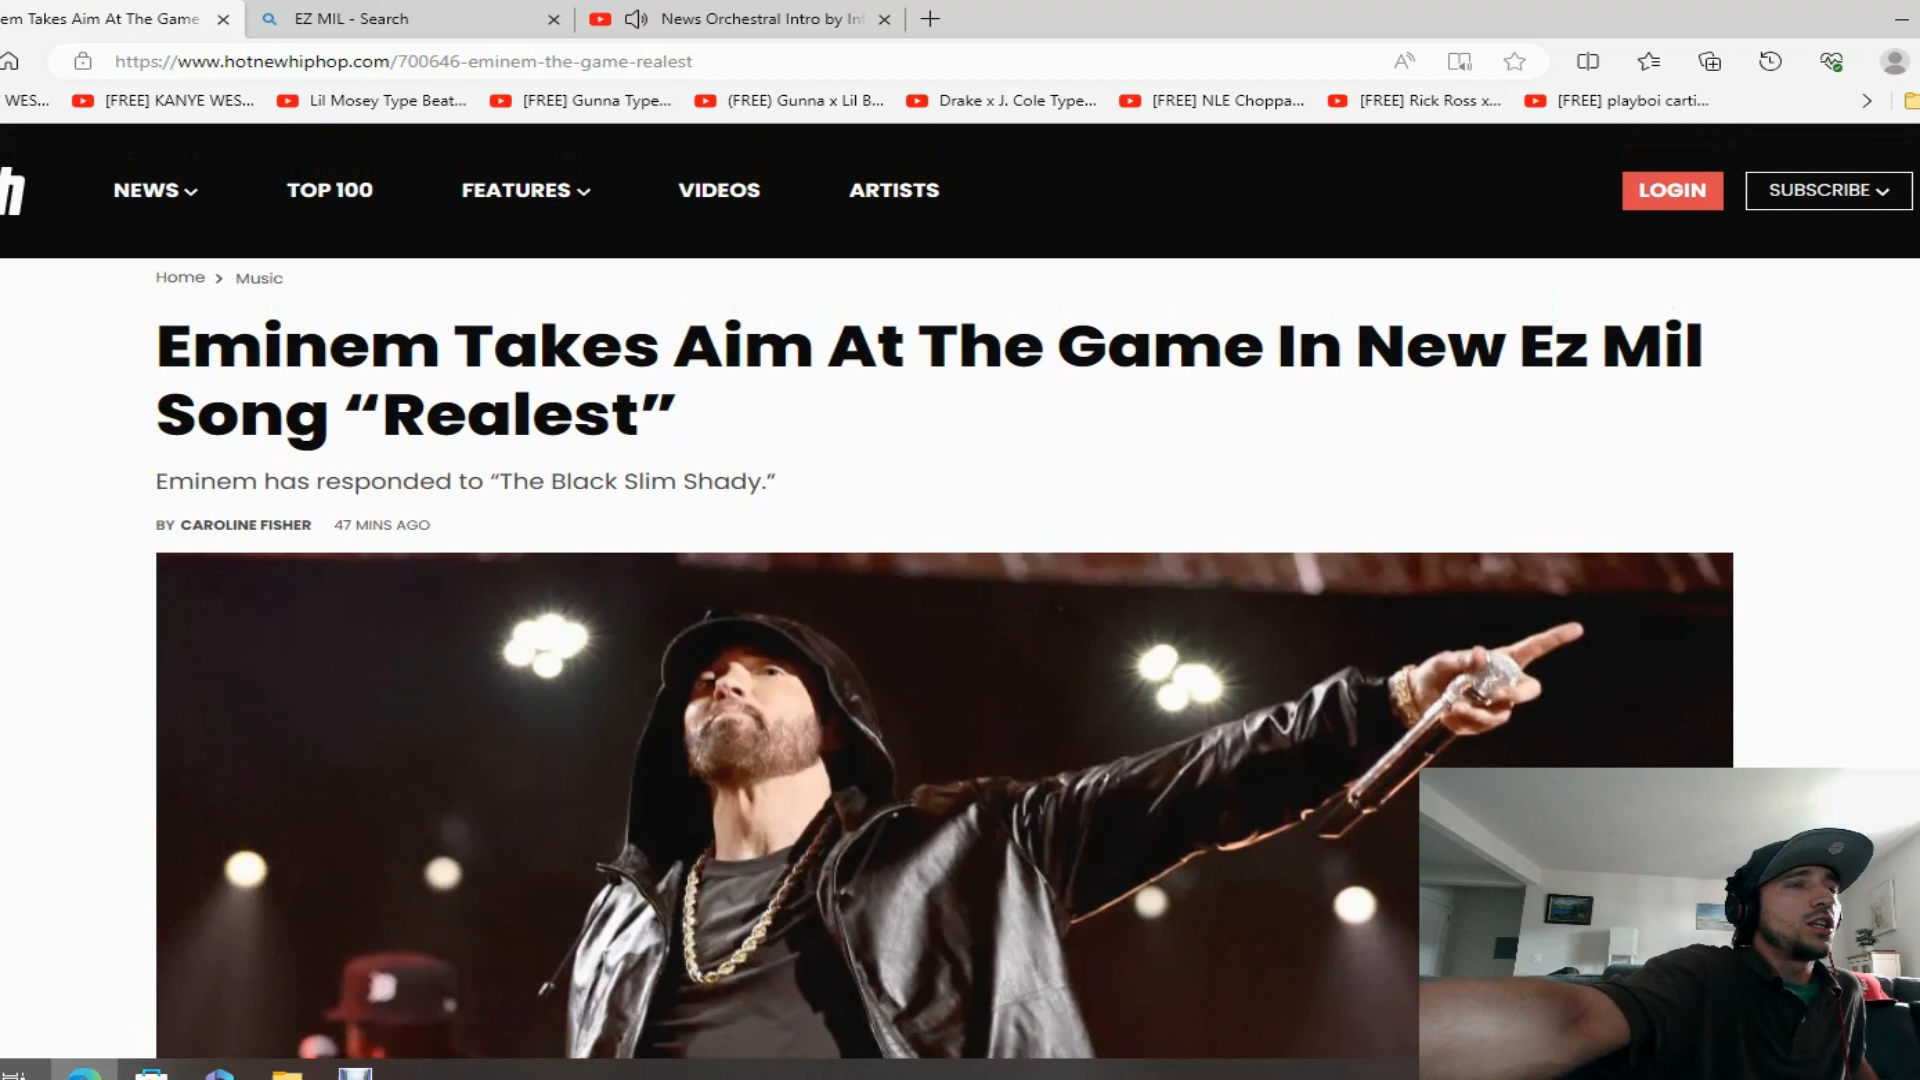 em Takes Aim At The Game
EZ MIL - Search
News Orchestral Intro by Inf
https://www.hotnewhiphop.com/700646-eminem-the-game-realest
WES...
[FREE] KANYE WES...
Lil Mosey Type Beat...
[FREE] Gunna Type...
(FREE) Gunna x Lil B...
Drake x J. Cole Type...
[FREE] NLE Choppa...
[FREE] Rick Ross x...
[FREE] playboi carti...
h
NEWS
TOP 100
FEATURES
VIDEOS
ARTISTS
LOGIN
SUBSCRIBE
Home > Music
Eminem Takes Aim At The Game In New Ez Mil
Song “Realest”
Eminem has responded to “The Black Slim Shady.”
BY CAROLINE FISHER 47 MINS AGO